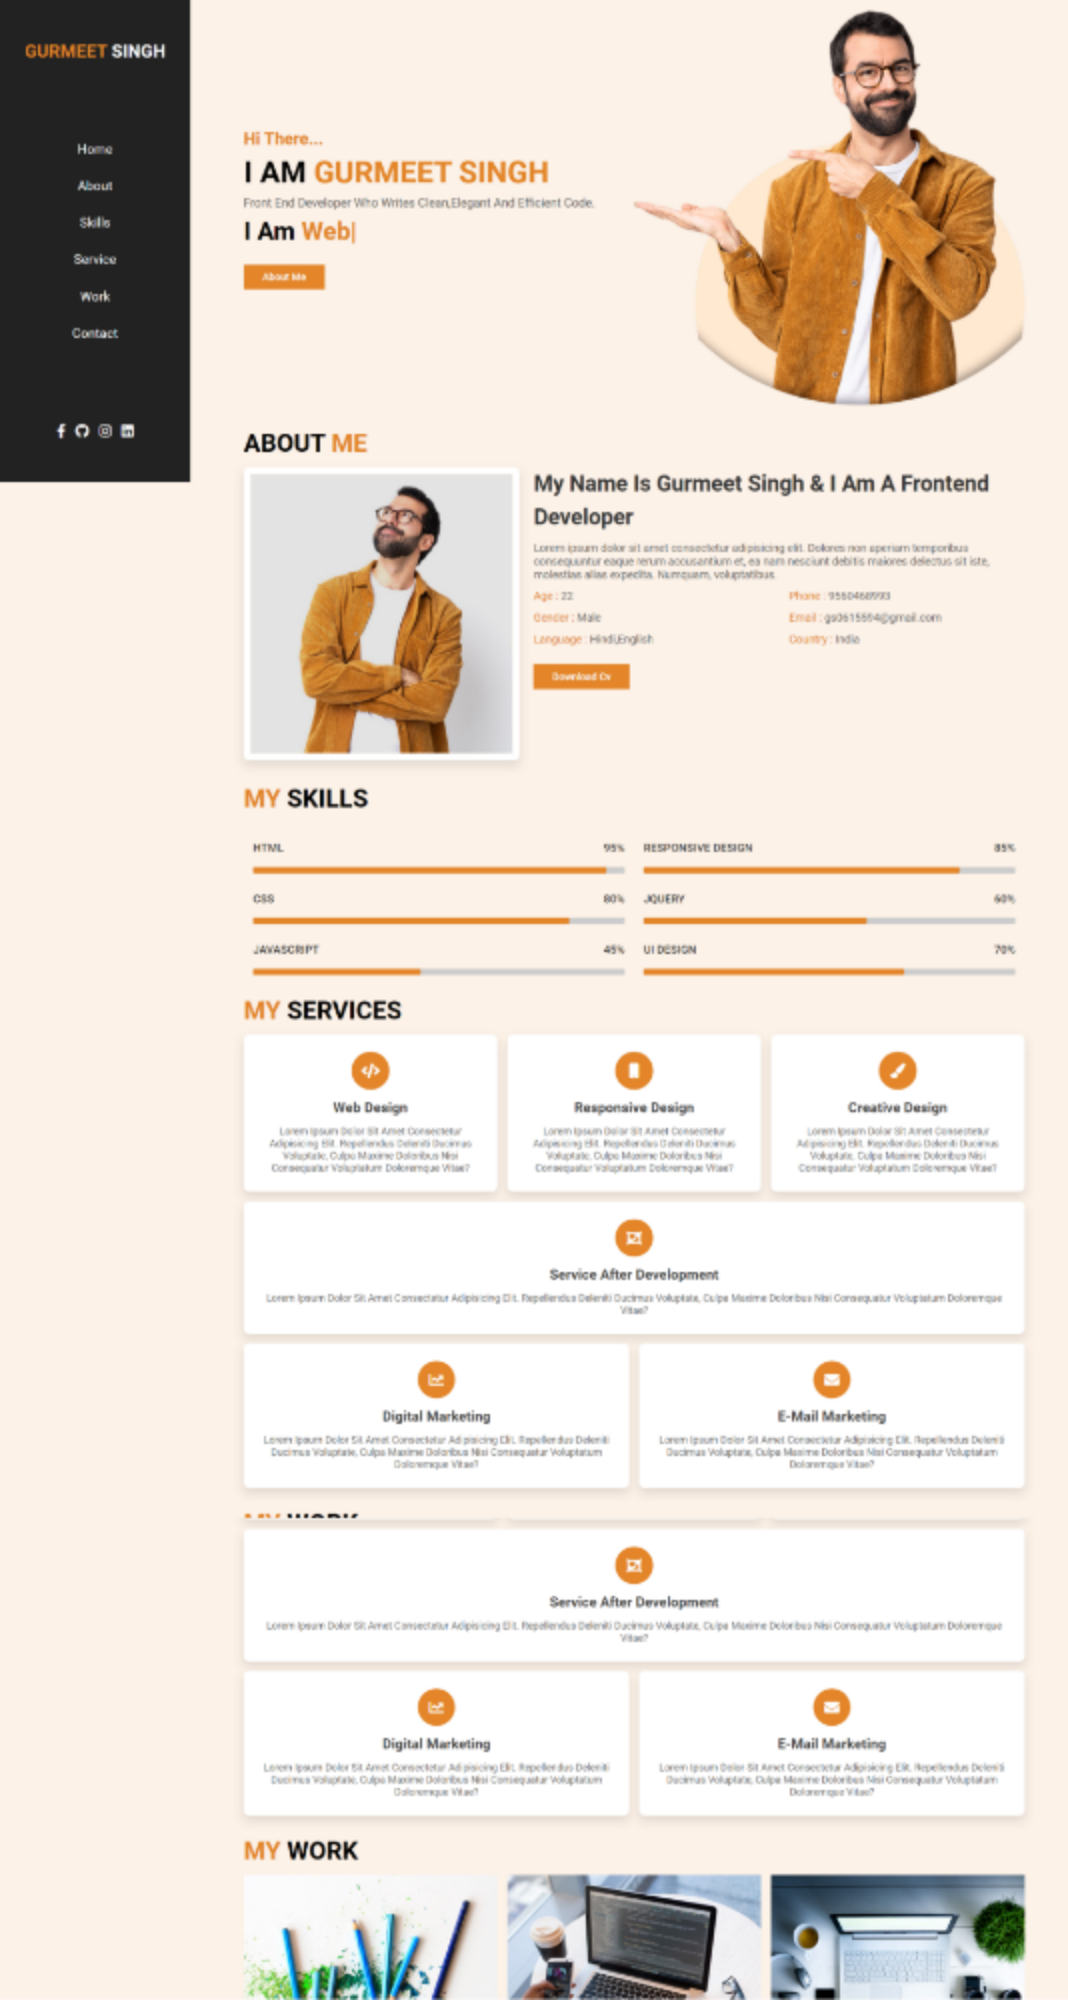 GURMEET SINGH
Home
About
Skills
Service
Work
Contact
Hi There...
I AM GURMEET SINGH
Front End Developer Who Writes Clean,Elegant And Efficient Code.
I Am Web|
About Me
ABOUT ME
My Name Is Gurmeet Singh & I Am A Frontend
Developer
Lorem ipsum dolor sit amet consectetur adipisicing elit. Dolores non aperiam temporibus
consequuntur eaque rerum accusantium et, ea nam nesciunt debitis maiores delectus sit iste,
molestias alias expedita. Numquam, voluptatibus.
Age : 22
Phone : 9560468993
Gender : Male
Email : gs0615594@gmail.com
Language : Hindi,English
Country : India
Download Cv
MY SKILLS
HTML 95%
RESPONSIVE DESIGN 85%
CSS 80%
JQUERY 60%
JAVASCRIPT 45%
UI DESIGN 70%
MY SERVICES
Web Design
Lorem Ipsum Dolor Sit Amet Consectetur
Adipisicing Elit. Repellendus Deleniti Ducimus
Voluptate, Culpa Maxime Doloribus Nisi
Consequatur Voluptatum Doloremque Vitae?
Responsive Design
Lorem Ipsum Dolor Sit Amet Consectetur
Adipisicing Elit. Repellendus Deleniti Ducimus
Voluptate, Culpa Maxime Doloribus Nisi
Consequatur Voluptatum Doloremque Vitae?
Creative Design
Lorem Ipsum Dolor Sit Amet Consectetur
Adipisicing Elit. Repellendus Deleniti Ducimus
Voluptate, Culpa Maxime Doloribus Nisi
Consequatur Voluptatum Doloremque Vitae?
Service After Development
Lorem Ipsum Dolor Sit Amet Consectetur Adipisicing Elit. Repellendus Deleniti Ducimus Voluptate, Culpa Maxime Doloribus Nisi Consequatur Voluptatum Doloremque
Vitae?
Digital Marketing
Lorem Ipsum Dolor Sit Amet Consectetur Adipisicing Elit. Repellendus Deleniti
Ducimus Voluptate, Culpa Maxime Doloribus Nisi Consequatur Voluptatum
Doloremque Vitae?
E-Mail Marketing
Lorem Ipsum Dolor Sit Amet Consectetur Adipisicing Elit. Repellendus Deleniti
Ducimus Voluptate, Culpa Maxime Doloribus Nisi Consequatur Voluptatum
Doloremque Vitae?
MY WORK
Service After Development
Lorem Ipsum Dolor Sit Amet Consectetur Adipisicing Elit. Repellendus Deleniti Ducimus Voluptate, Culpa Maxime Doloribus Nisi Consequatur Voluptatum Doloremque
Vitae?
Digital Marketing
Lorem Ipsum Dolor Sit Amet Consectetur Adipisicing Elit. Repellendus Deleniti
Ducimus Voluptate, Culpa Maxime Doloribus Nisi Consequatur Voluptatum
Doloremque Vitae?
E-Mail Marketing
Lorem Ipsum Dolor Sit Amet Consectetur Adipisicing Elit. Repellendus Deleniti
Ducimus Voluptate, Culpa Maxime Doloribus Nisi Consequatur Voluptatum
Doloremque Vitae?
MY WORK